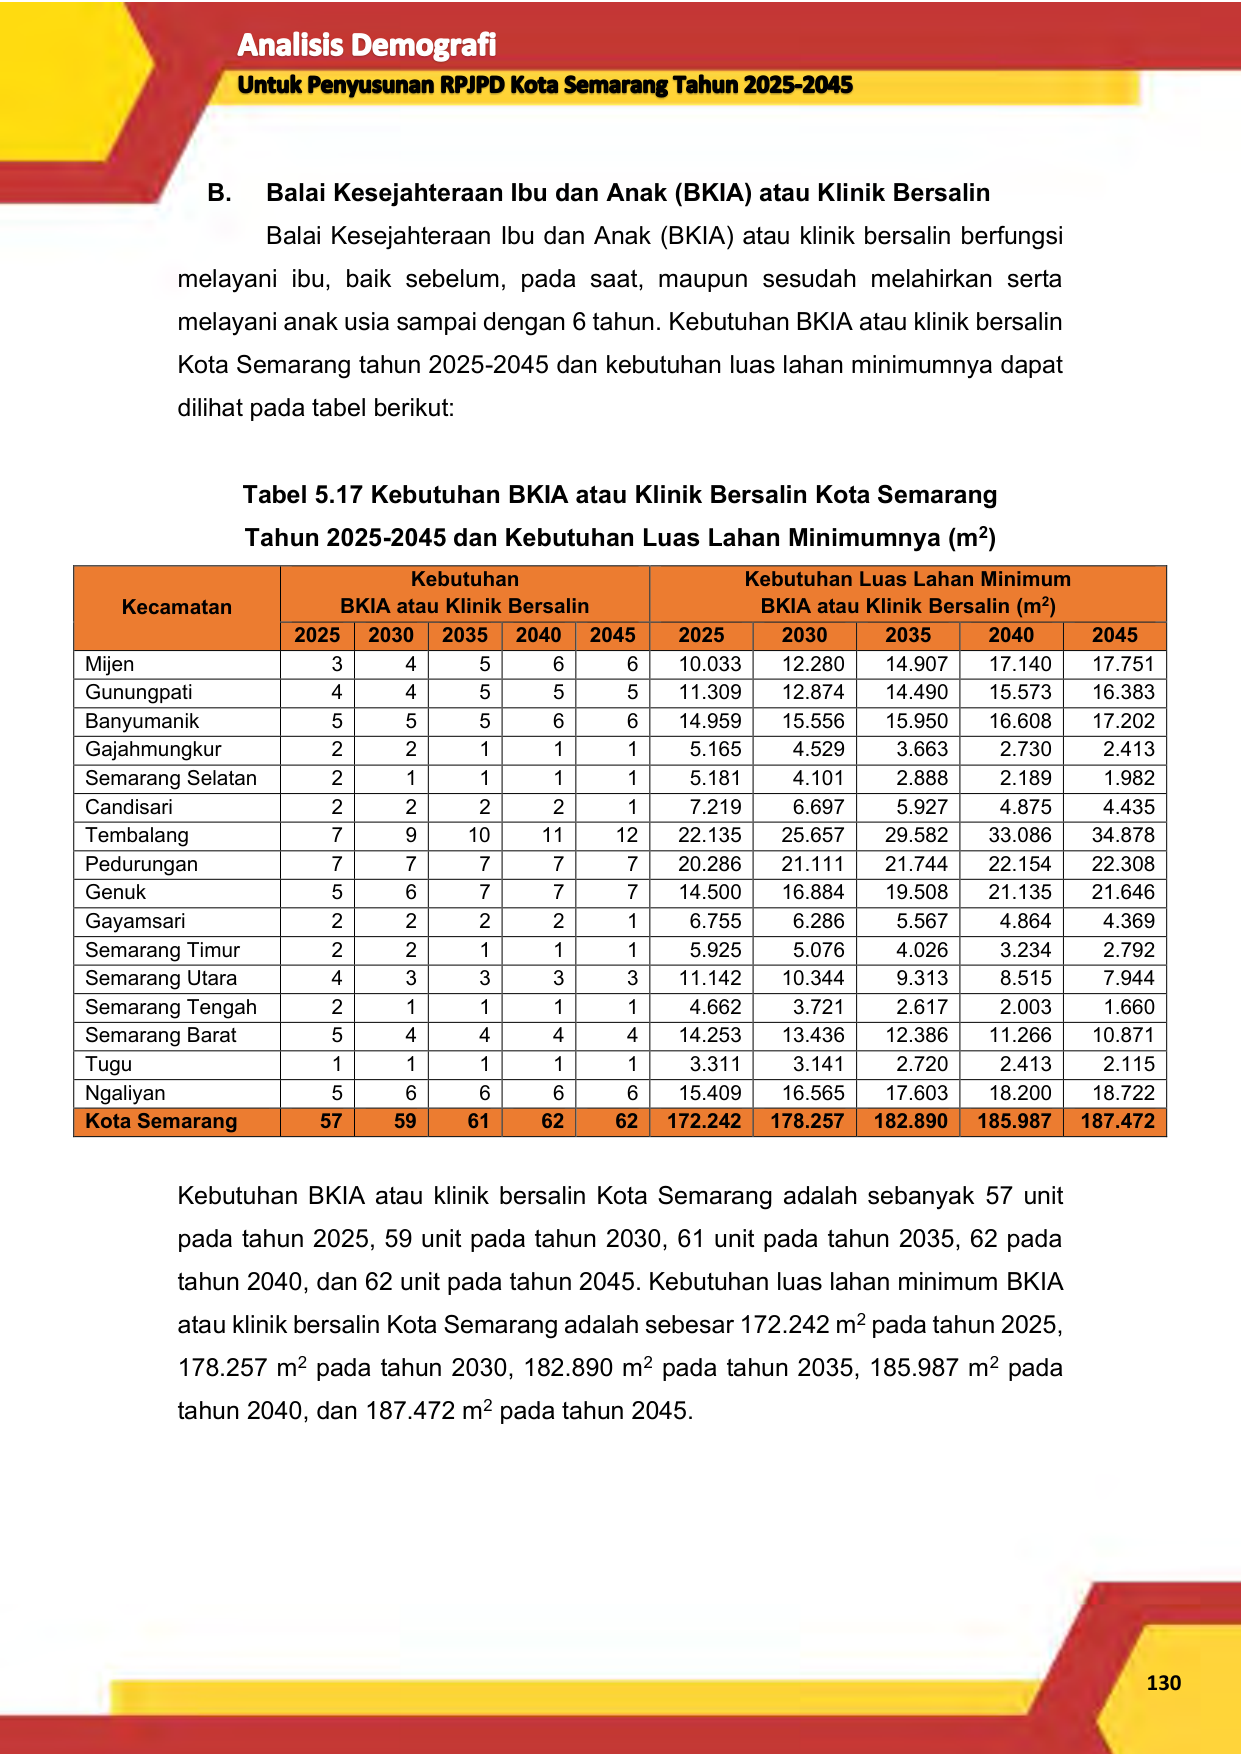 Analisis Demografi
Untuk Penyusunan RPJPD Kota Semarang Tahun 2025-2045
B. Balai Kesejahteraan Ibu dan Anak (BKIA) atau Klinik Bersalin
Balai Kesejahteraan Ibu dan Anak (BKIA) atau klinik bersalin berfungsi
melayani ibu, baik sebelum, pada saat, maupun sesudah melahirkan serta
melayani anak usia sampai dengan 6 tahun. Kebutuhan BKIA atau klinik bersalin
Kota Semarang tahun 2025-2045 dan kebutuhan luas lahan minimumnya dapat
dilihat pada tabel berikut:
Tabel 5.17 Kebutuhan BKIA atau Klinik Bersalin Kota Semarang
Tahun 2025-2045 dan Kebutuhan Luas Lahan Minimumnya (m²)
Kecamatan Kebutuhan BKIA atau Klinik Bersalin Kebutuhan Luas Lahan Minimum BKIA atau Klinik Bersalin (m²)
2025 2030 2035 2040 2045 2025 2030 2035 2040 2045
Mijen 3 4 5 6 6 10.033 12.280 14.907 17.140 17.751
Gunungpati 4 4 5 5 5 11.309 12.874 14.490 15.573 16.383
Banyumanik 5 5 5 6 6 14.959 15.556 15.950 16.608 17.202
Gajahmungkur 2 2 1 1 1 5.165 4.529 3.663 2.730 2.413
Semarang Selatan 2 1 1 1 1 5.181 4.101 2.888 2.189 1.982
Candisari 2 2 2 2 1 7.219 6.697 5.927 4.875 4.435
Tembalang 7 9 10 11 12 22.135 25.657 29.582 33.086 34.878
Pedurungan 7 7 7 7 7 20.286 21.111 21.744 22.154 22.308
Genuk 5 6 7 7 7 14.500 16.884 19.508 21.135 21.646
Gayamsari 2 2 2 2 1 6.755 6.286 5.567 4.864 4.369
Semarang Timur 2 2 1 1 1 5.925 5.076 4.026 3.234 2.792
Semarang Utara 4 3 3 3 3 11.142 10.344 9.313 8.515 7.944
Semarang Tengah 2 1 1 1 1 4.662 3.721 2.617 2.003 1.660
Semarang Barat 5 4 4 4 4 14.253 13.436 12.386 11.266 10.871
Tugu 1 1 1 1 1 3.311 3.141 2.720 2.413 2.115
Ngaliyan 5 6 6 6 6 15.409 16.565 17.603 18.200 18.722
Kota Semarang 57 59 61 62 62 172.242 178.257 182.890 185.987 187.472
Kebutuhan BKIA atau klinik bersalin Kota Semarang adalah sebanyak 57 unit
pada tahun 2025, 59 unit pada tahun 2030, 61 unit pada tahun 2035, 62 pada
tahun 2040, dan 62 unit pada tahun 2045. Kebutuhan luas lahan minimum BKIA
atau klinik bersalin Kota Semarang adalah sebesar 172.242 m² pada tahun 2025,
178.257 m² pada tahun 2030, 182.890 m² pada tahun 2035, 185.987 m² pada
tahun 2040, dan 187.472 m² pada tahun 2045.
130